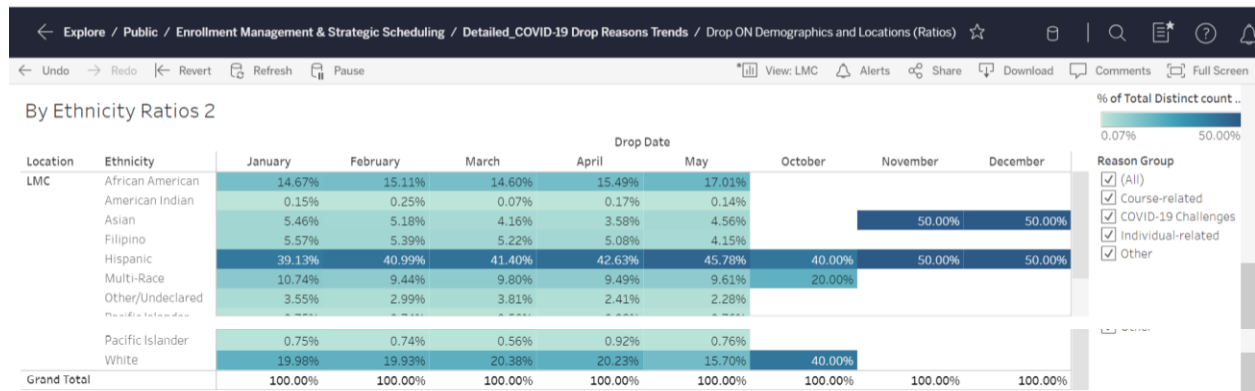 Explore / Public / Enrollment Management & Strategic Scheduling / Detailed_COVID-19 Drop Reasons Trends / Drop ON Demographics and Locations (Ratios)
Undo Redo Revert Refresh Pause View: LMC Alerts Share Download Comments Full Screen
By Ethnicity Ratios 2
% of Total Distinct count ..
0.07% 50.00%
Drop Date
Location Ethnicity January February March April May October November December
LMC African American 14.67% 15.11% 14.60% 15.49% 17.01%
American Indian 0.15% 0.25% 0.07% 0.17% 0.14%
Asian 5.46% 5.18% 4.16% 3.58% 4.56% 50.00% 50.00%
Filipino 5.57% 5.39% 5.22% 5.08% 4.15%
Hispanic 39.13% 40.99% 41.40% 42.63% 45.78% 40.00% 50.00% 50.00%
Multi-Race 10.74% 9.44% 9.80% 9.49% 9.61% 20.00%
Other/Undeclared 3.55% 2.99% 3.81% 2.41% 2.28%
Pacific Islander 0.75% 0.74% 0.56% 0.92% 0.76%
White 19.98% 19.93% 20.38% 20.23% 15.70% 40.00%
Grand Total 100.00% 100.00% 100.00% 100.00% 100.00% 100.00% 100.00% 100.00%
Reason Group
(All)
Course-related
COVID-19 Challenges
Individual-related
Other